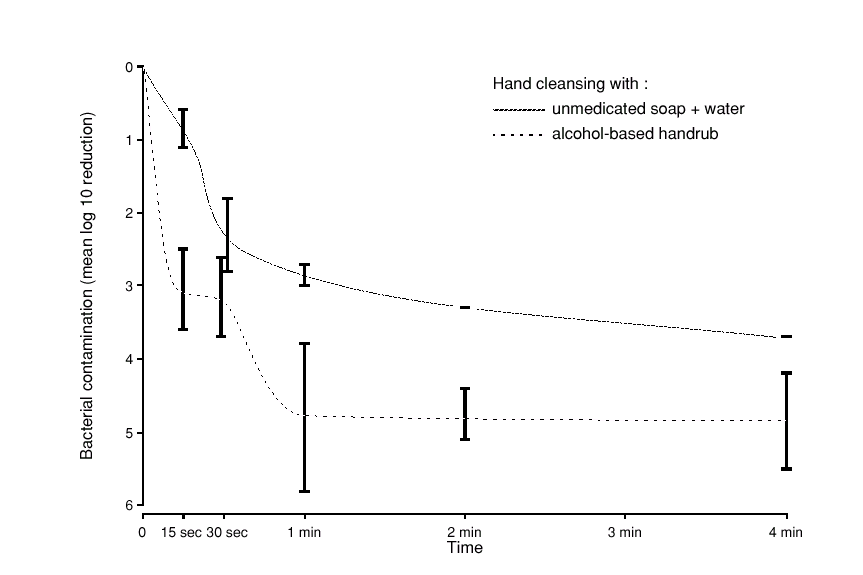 Hand cleansing with :
unmedicated soap + water
alcohol-based handrub
Bacterial contamination (mean log 10 reduction)
0
1
2
3
4
5
6
0 15 sec 30 sec 1 min 2 min 3 min 4 min
Time